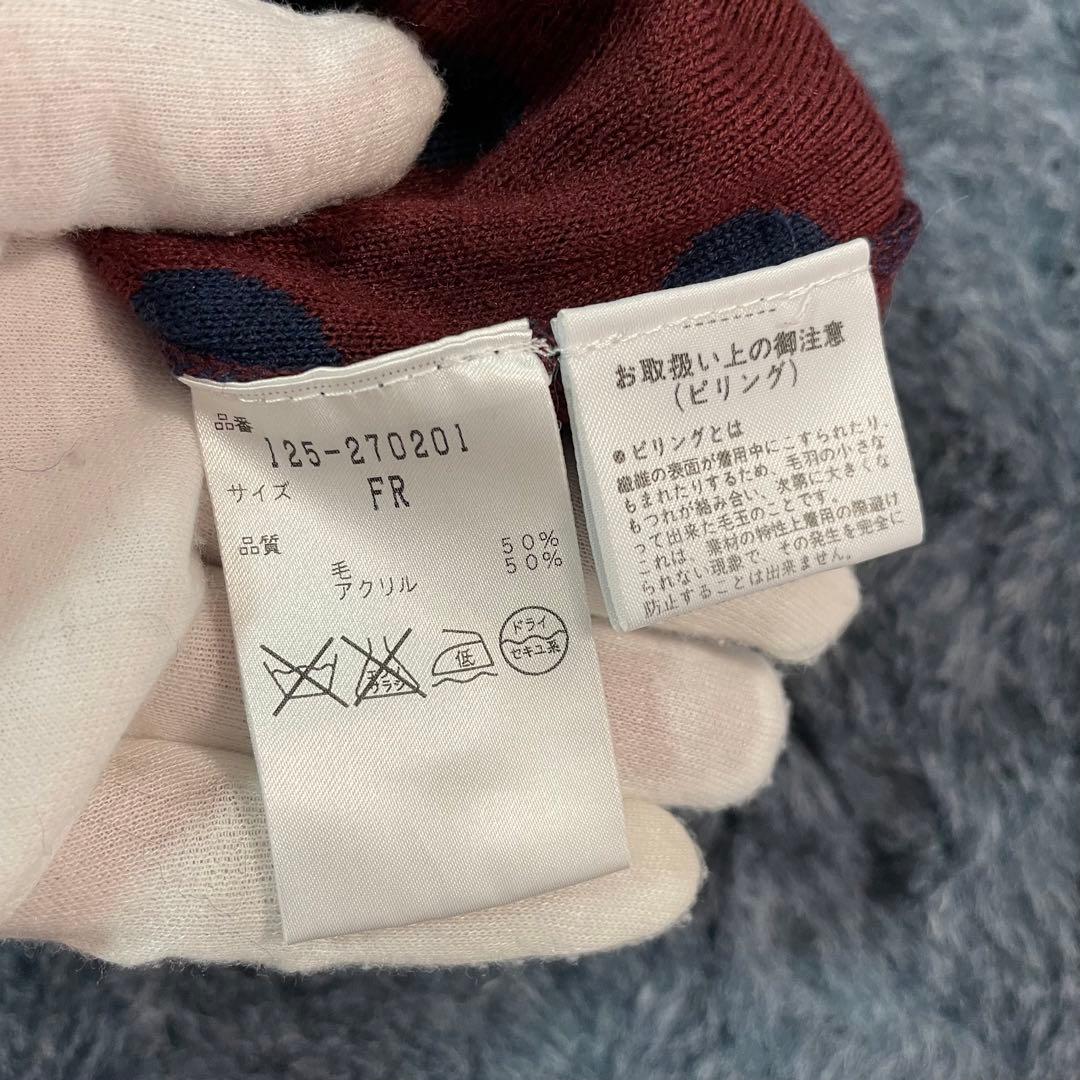 品番
125-270201
サイズ FR
品質
毛 50%
アクリル 50%
エンソ
サラシ
低
ドライ
セキユ系
お取扱い上の御注意
(ピリング)
●ピリングとは
繊維の表面が着用中にこすられたり、
もまれたりするため、毛羽の小さな
もつれが絡み合い、次第に大きくな
って出来た毛玉のことです。
これは、素材の特性上着用の際避け
られない現象で、その発生を完全に
防止することは出来ません。